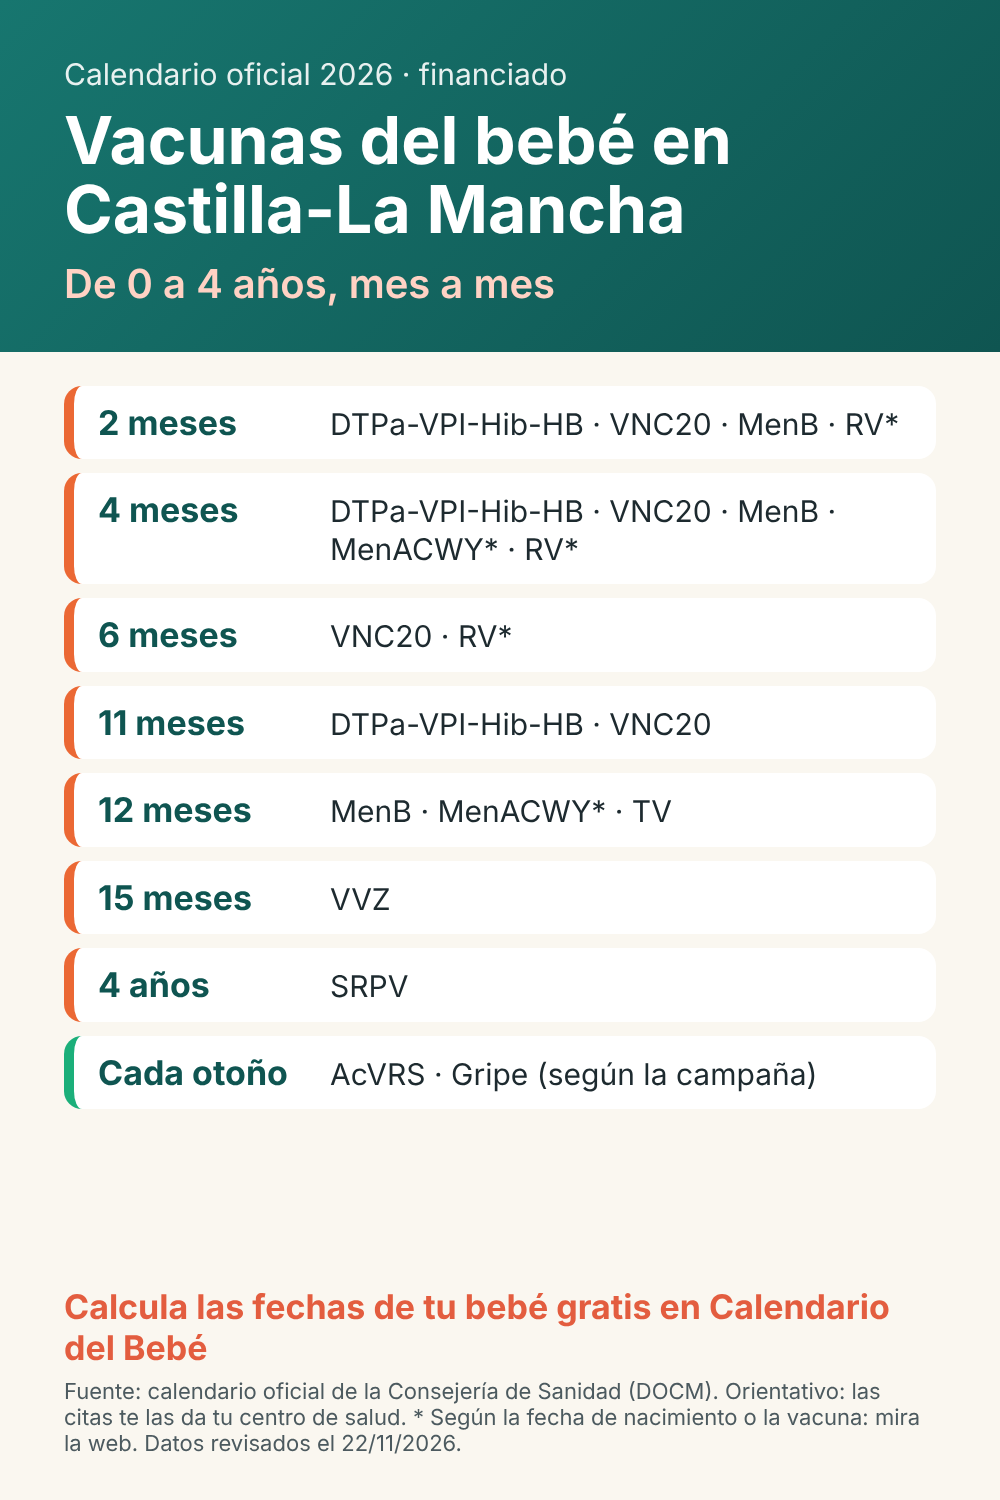 Calendario oficial 2026 · financiado
Vacunas del bebé en
Castilla-La Mancha
De 0 a 4 años, mes a mes
2 meses DTPa-VPI-Hib-HB · VNC20 · MenB · RV*
4 meses DTPa-VPI-Hib-HB · VNC20 · MenB ·
MenACWY* · RV*
6 meses VNC20 · RV*
11 meses DTPa-VPI-Hib-HB · VNC20
12 meses MenB · MenACWY* · TV
15 meses VVZ
4 años SRPV
Cada otoño AcVRS · Gripe (según la campaña)
Calcula las fechas de tu bebé gratis en Calendario
del Bebé
Fuente: calendario oficial de la Consejería de Sanidad (DOCM). Orientativo: las
citas te las da tu centro de salud. * Según la fecha de nacimiento o la vacuna: mira
la web. Datos revisados el 22/11/2026.